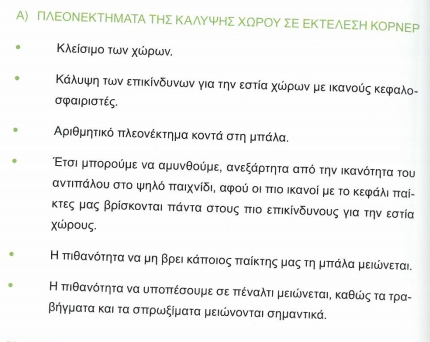 Α) ΠΛΕΟΝΕΚΤΗΜΑΤΑ ΤΗΣ ΚΑΛΥΨΗΣ ΧΩΡΟΥ ΣΕ ΕΚΤΕΛΕΣΗ ΚΟΡΝΕΡ
• Κλείσιμο των χώρων.
• Κάλυψη των επικίνδυνων για την εστία χώρων με ικανούς κεφαλο-
σφαιριστές.
• Αριθμητικό πλεονέκτημα κοντά στη μπάλα.
• Έτσι μπορούμε να αμυνθούμε, ανεξάρτητα από την ικανότητα του
αντιπάλου στο ψηλό παιχνίδι, αφού οι πιο ικανοί με το κεφάλι παί-
κτες μας βρίσκονται πάντα στους πιο επικίνδυνους για την εστία
χώρους.
• Η πιθανότητα να μη βρει κάποιος παίκτης μας τη μπάλα μειώνεται.
• Η πιθανότητα να υποπέσουμε σε πέναλτι μειώνεται, καθώς τα τρα-
βήγματα και τα σπρωξίματα μειώνονται σημαντικά.